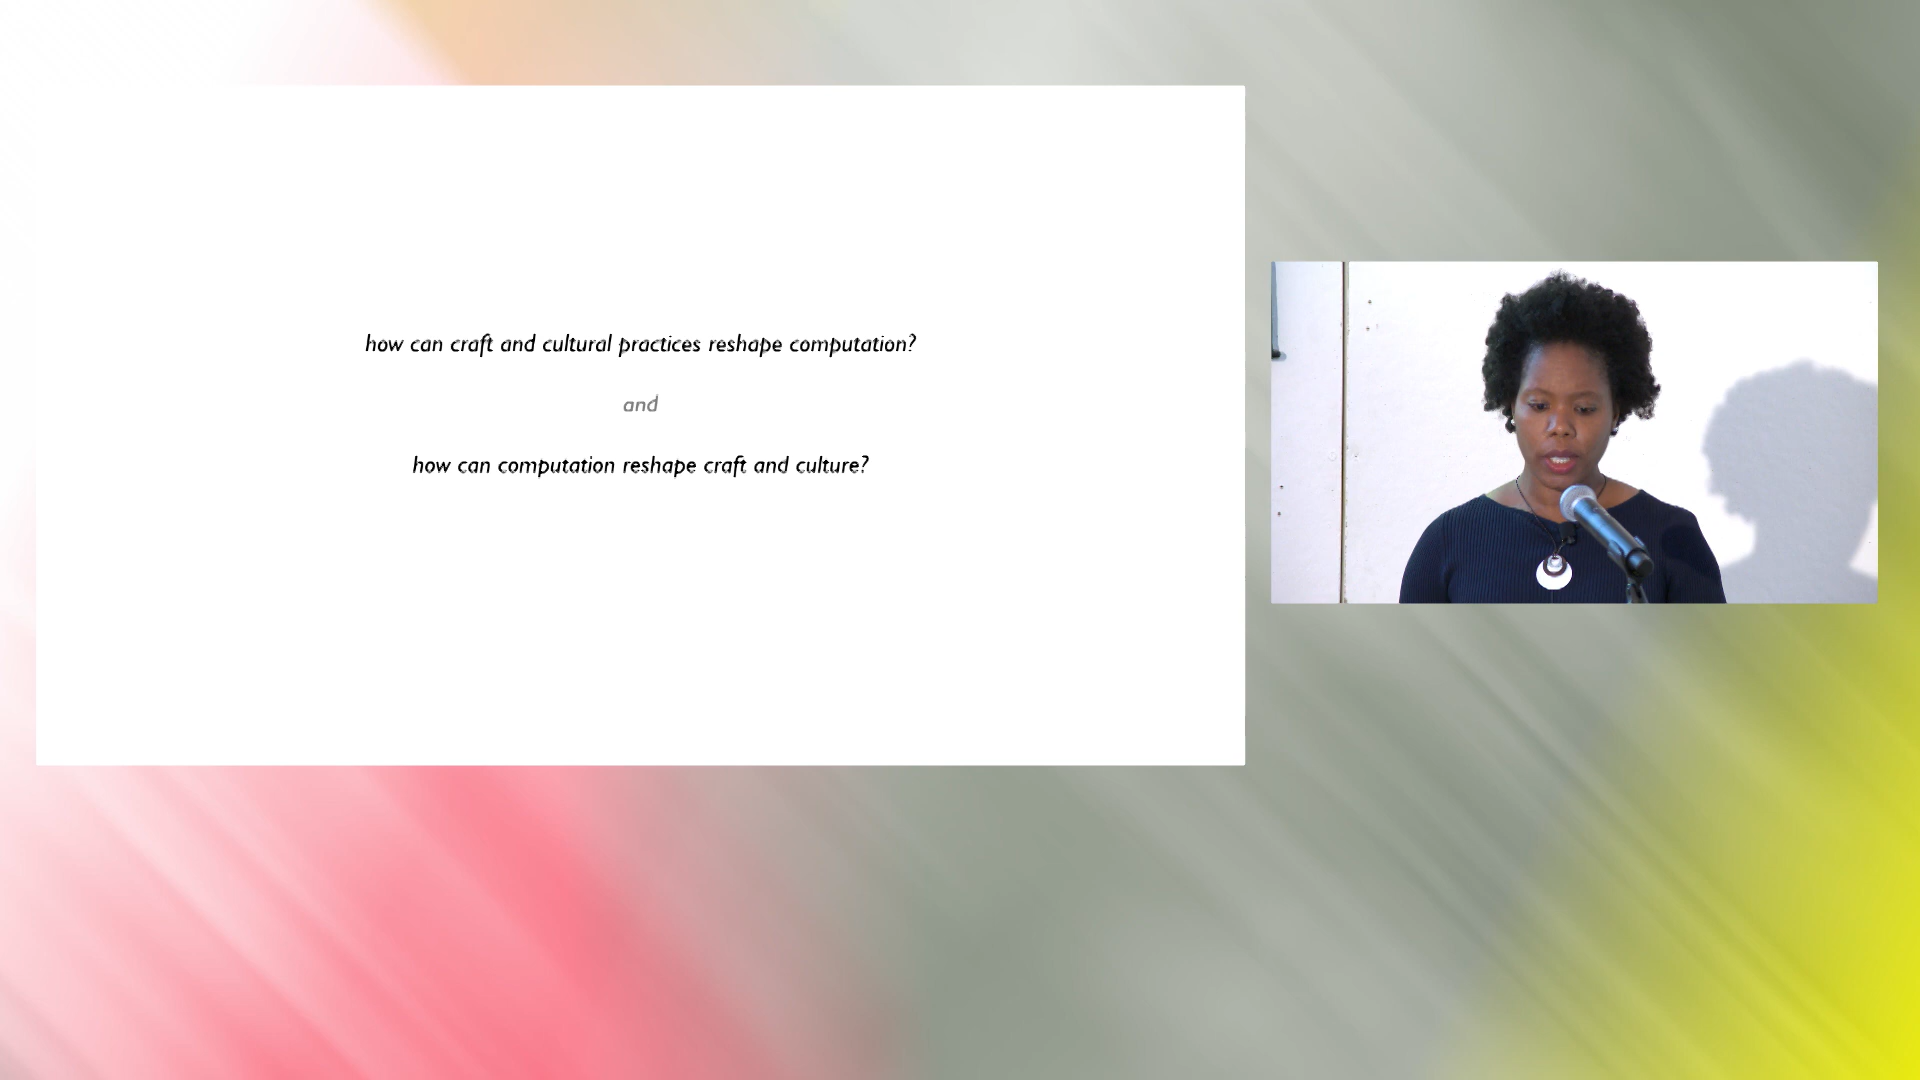 how can craft and cultural practices reshape computation?
and
how can computation reshape craft and culture?